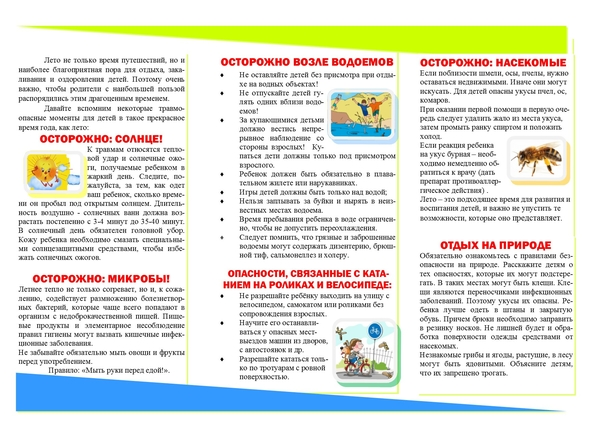 Лето не только время путешествий, но и
наиболее благоприятная пора для отдыха, зака-
ливания и оздоровления детей. Поэтому очень
важно, чтобы родители с наибольшей пользой
распорядились этим драгоценным временем.
Давайте вспомним некоторые травмо-
опасные моменты для детей в такое прекрасное
время года, как лето:
ОСТОРОЖНО: СОЛНЦЕ!
К травмам относятся тепло-
вой удар и солнечные ожо-
ги, получаемые ребенком в
жаркий день. Следите, по-
жалуйста, за тем, как одет
ваш ребенок, сколько време-
ни он пробыл под открытым солнцем. Длитель-
ность воздушно - солнечных ванн должна воз-
растать постепенно с 3-4 минут до 35-40 минут.
В солнечный день обязателен головной убор.
Кожу ребенка необходимо смазать специальны-
ми солнцезащитными средствами, чтобы избе-
жать солнечных ожогов.
ОСТОРОЖНО: МИКРОБЫ!
Летнее тепло не только согревает, но и, к сожа-
лению, содействует размножению болезнетвор-
ных бактерий, которые чаще всего попадают в
организм с недоброкачественной пищей. Пище-
вые продукты и элементарное несоблюдение
правил гигиены могут вызвать кишечные инфек-
ционные заболевания.
Не забывайте обязательно мыть овощи и фрукты
перед употреблением.
Правило: «Мыть руки перед едой!».
ОСТОРОЖНО ВОЗЛЕ ВОДОЕМОВ
Не оставляйте детей без присмотра при отды-
хе на водных объектах!
Не отпускайте детей гу-
лять одних вблизи водо-
емов!
За купающимися детьми
должно вестись непре-
рывное наблюдение со
стороны взрослых! Ку-
паться дети должны только под присмотром
взрослого.
Ребенок должен быть обязательно в плава-
тельном жилете или нарукавниках.
Игры детей должны быть только над водой;
Нельзя заплывать за буйки и нырять в неиз-
вестных местах водоема.
Время пребывания ребенка в воде ограничен-
но, чтобы не допустить переохлаждения.
Следует помнить, что грязные и заброшенные
водоемы могут содержать дизентерию, брюш-
ной тиф, сальмонеллез и холеру.
ОПАСНОСТИ, СВЯЗАННЫЕ С КАТА-
НИЕМ НА РОЛИКАХ И ВЕЛОСИПЕДЕ:
Не разрешайте ребёнку выходить на улицу с
велосипедом, самокатом или роликами без
сопровождения взрослых.
Научите его останавли-
ваться у опасных мест-
выездов машин из дворов,
с автостоянок и др.
Разрешайте кататься толь-
ко по тротуарам с ровной
поверхностью.
ОСТОРОЖНО: НАСЕКОМЫЕ
Если поблизости шмели, осы, пчелы, нужно
оставаться недвижимыми. Иначе они могут
искусать. Для детей опасны укусы пчел, ос,
комаров.
При оказании первой помощи в первую оче-
редь следует удалить жало из места укуса,
затем промыть ранку спиртом и положить
холод.
Если реакция ребенка
на укус бурная – необ-
ходимо немедленно об-
ратиться к врачу (дать
препарат противоаллер-
гическое действия) .
Лето – это подходящее время для развития и
воспитания детей, и важно не упустить те
возможности, которые оно представляет.
ОТДЫХ НА ПРИРОДЕ
Обязательно ознакомьтесь с правилами без-
опасности на природе. Расскажите детям о
тех опасностях, которые их могут подстере-
гать. В таких местах могут быть клещи. Кле-
щи являются переносчиками инфекционных
заболеваний. Поэтому укусы их опасны. Ре-
бенка лучше одеть в штаны и закрытую
обувь. Причем брюки необходимо заправить
в резинку носков. Не лишней будет и обра-
ботка поверхности одежды средствами от
насекомых.
Незнакомые грибы и ягоды, растущие, в лесу
могут быть ядовитыми. Объясните детям,
что их запрещено трогать.